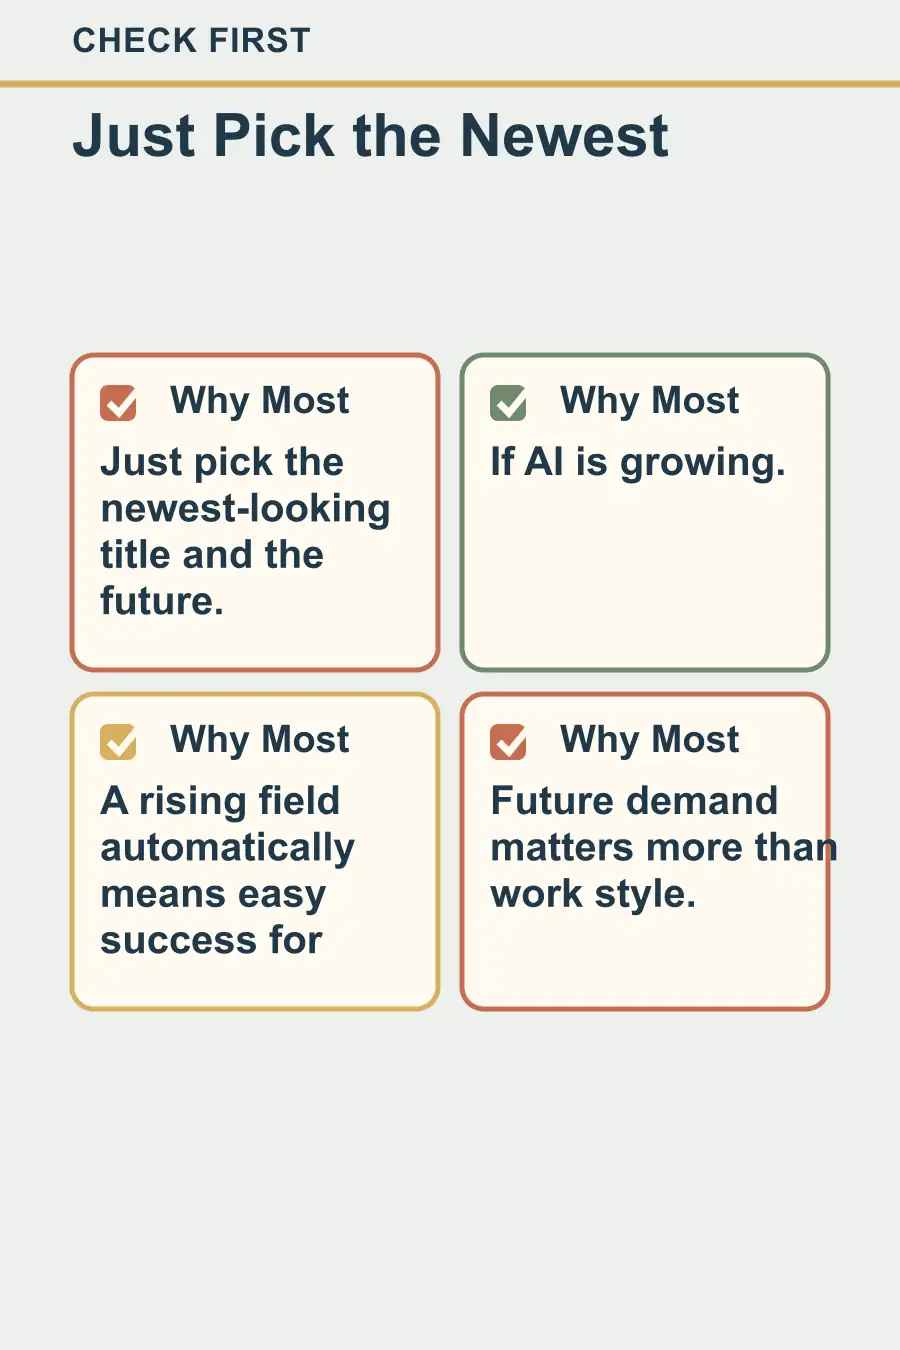 CHECK FIRST
Just Pick the Newest
Why Most
Just pick the
newest-looking
title and the
future.
Why Most
If AI is growing.
Why Most
A rising field
automatically
means easy
success for
Why Most
Future demand
matters more than
work style.